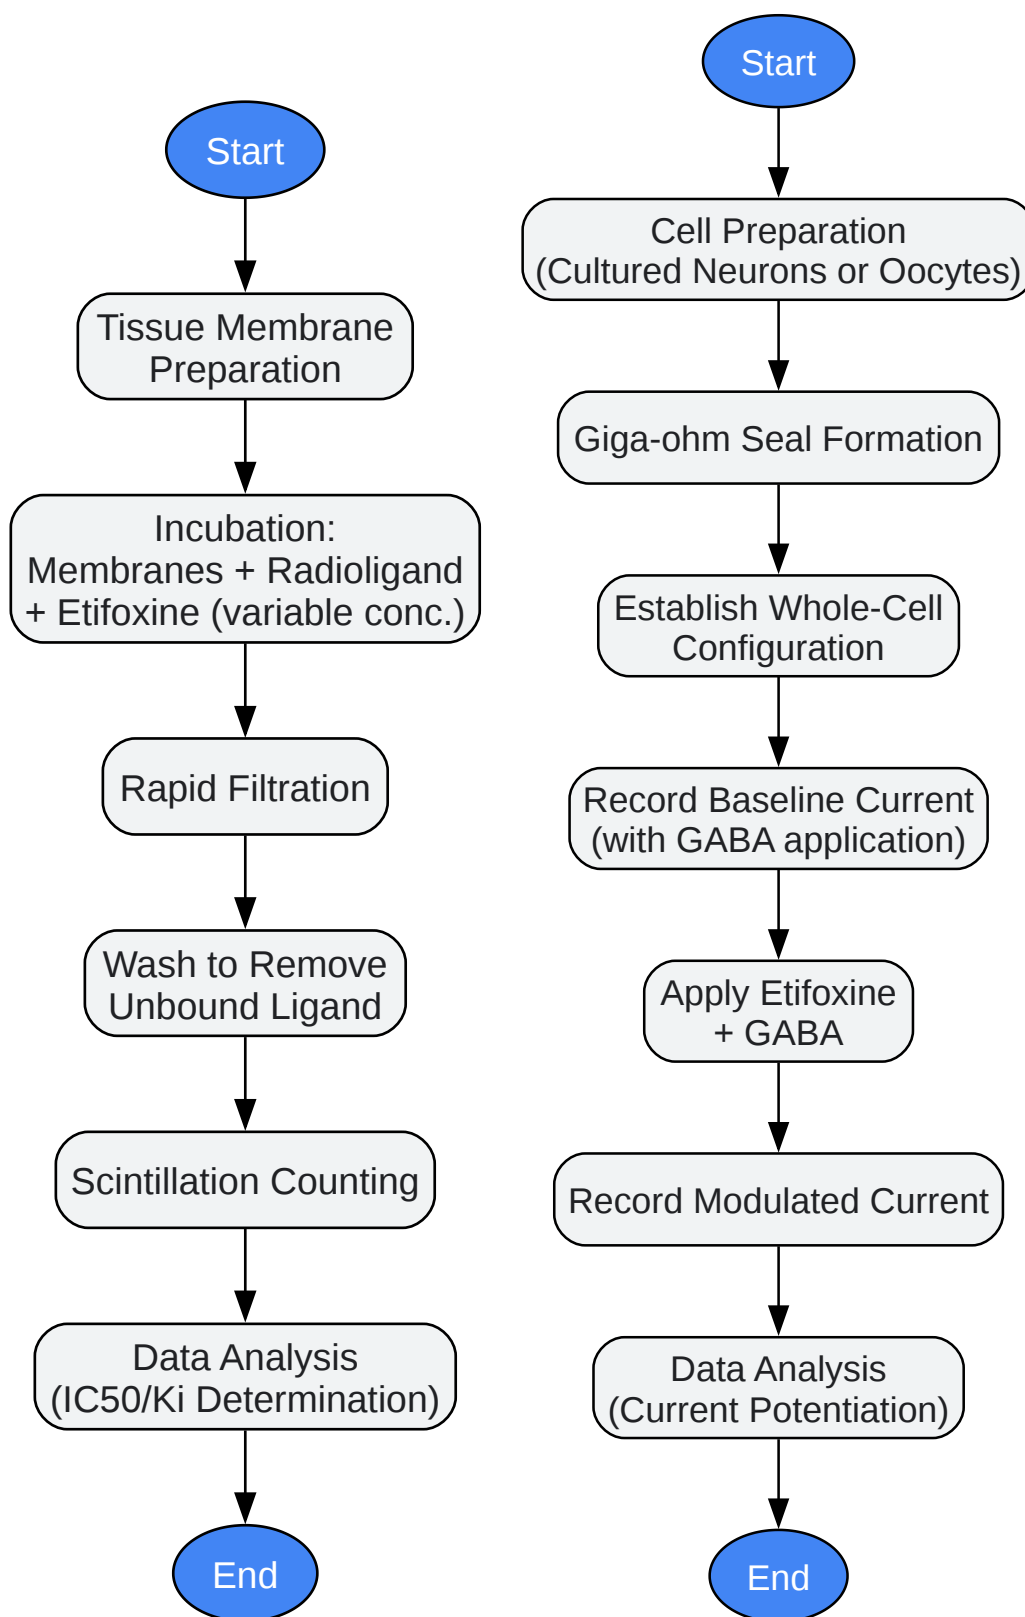 Start
Tissue Membrane
Preparation
Incubation:
Membranes + Radioligand
+ Etifoxine (variable conc.)
Rapid Filtration
Wash to Remove
Unbound Ligand
Scintillation Counting
Data Analysis
(IC50/Ki Determination)
End
Start
Cell Preparation
(Cultured Neurons or Oocytes)
Giga-ohm Seal Formation
Establish Whole-Cell
Configuration
Record Baseline Current
(with GABA application)
Apply Etifoxine
+ GABA
Record Modulated Current
Data Analysis
(Current Potentiation)
End